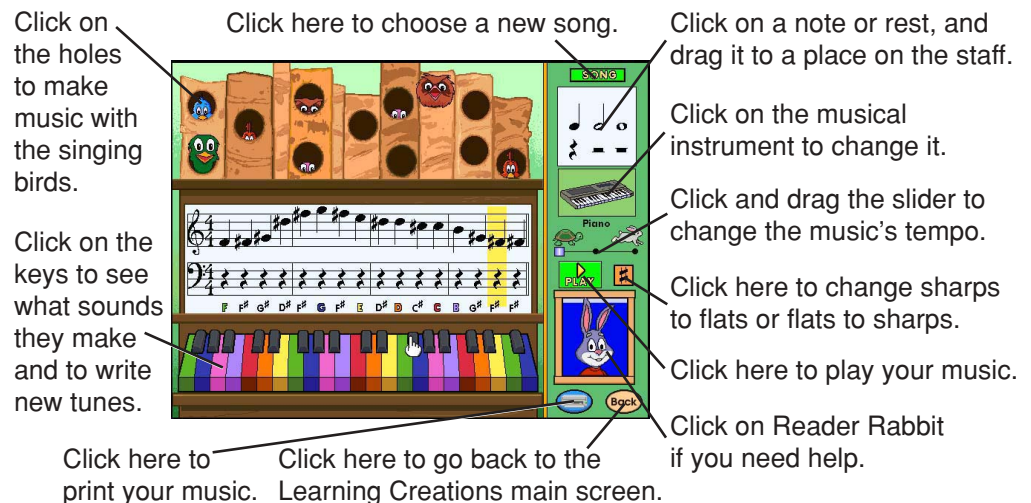 Click on
the holes
to make
music with
the singing
birds.
Click here to choose a new song.
Click on a note or rest, and
drag it to a place on the staff.
Click on the musical
instrument to change it.
Click and drag the slider to
change the music's tempo.
Click here to change sharps
to flats or flats to sharps.
Click here to play your music.
Click on Reader Rabbit
if you need help.
Click on the
keys to see
what sounds
they make
and to write
new tunes.
SONG
Piano
PLAY
Back
F F# G# D# F# G F# E D# D C# C B G# F# F#
Click here to
print your music.
Click here to go back to the
Learning Creations main screen.